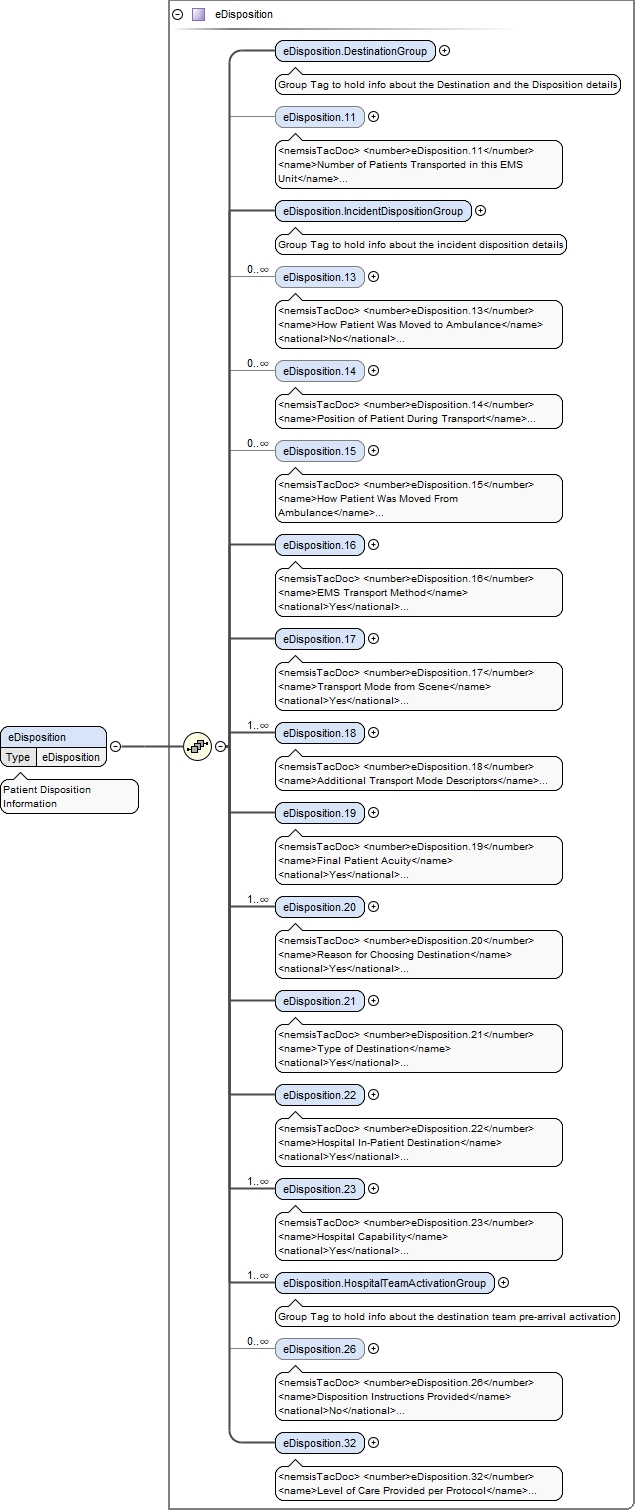 eDisposition
eDisposition.DestinationGroup
Group Tag to hold info about the Destination and the Disposition details
eDisposition.11
<nemsisTacDoc> <number>eDisposition.11</number>
<name>Number of Patients Transported in this EMS
Unit</name>...
eDisposition.IncidentDispositionGroup
Group Tag to hold info about the incident disposition details
0..∞
eDisposition.13
<nemsisTacDoc> <number>eDisposition.13</number>
<name>How Patient Was Moved to Ambulance</name>
<national>No</national>...
0..∞
eDisposition.14
<nemsisTacDoc> <number>eDisposition.14</number>
<name>Position of Patient During Transport</name>...
0..∞
eDisposition.15
<nemsisTacDoc> <number>eDisposition.15</number>
<name>How Patient Was Moved From
Ambulance</name>...
eDisposition.16
<nemsisTacDoc> <number>eDisposition.16</number>
<name>EMS Transport Method</name>
<national>Yes</national>...
eDisposition.17
<nemsisTacDoc> <number>eDisposition.17</number>
<name>Transport Mode from Scene</name>
<national>Yes</national>...
eDisposition
Type eDisposition
Patient Disposition
Information
1..∞
eDisposition.18
<nemsisTacDoc> <number>eDisposition.18</number>
<name>Additional Transport Mode Descriptors</name>...
eDisposition.19
<nemsisTacDoc> <number>eDisposition.19</number>
<name>Final Patient Acuity</name>
<national>Yes</national>...
1..∞
eDisposition.20
<nemsisTacDoc> <number>eDisposition.20</number>
<name>Reason for Choosing Destination</name>
<national>Yes</national>...
eDisposition.21
<nemsisTacDoc> <number>eDisposition.21</number>
<name>Type of Destination</name>
<national>Yes</national>...
eDisposition.22
<nemsisTacDoc> <number>eDisposition.22</number>
<name>Hospital In-Patient Destination</name>
<national>Yes</national>...
1..∞
eDisposition.23
<nemsisTacDoc> <number>eDisposition.23</number>
<name>Hospital Capability</name>
<national>Yes</national>...
1..∞
eDisposition.HospitalTeamActivationGroup
Group Tag to hold info about the destination team pre-arrival activation
0..∞
eDisposition.26
<nemsisTacDoc> <number>eDisposition.26</number>
<name>Disposition Instructions Provided</name>
<national>No</national>...
eDisposition.32
<nemsisTacDoc> <number>eDisposition.32</number>
<name>Level of Care Provided per Protocol</name>...